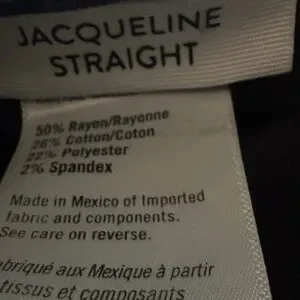 JACQUELINE
STRAIGHT
50% Rayon/Rayonne
26% Cotton/Coton
22% Polyester
2% Spandex
Made in Mexico of Imported
fabric and components.
See care on reverse.
abriqué aux Mexique à partir
tissus et composants